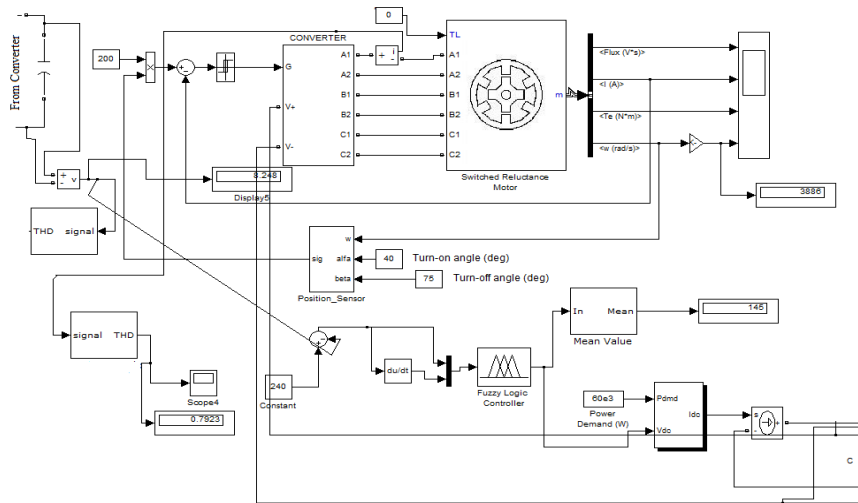 From Converter
200
×
+
-
G
V+
V-
CONVERTER
A1
A2
B1
B2
C1
C2
+
i
-
0
TL
A1
A2
B1
B2
C1
C2
m
Switched Reluctance
Motor
<Flux (V*s)>
<I (A)>
<Te (N*m)>
<w (rad/s)>
3886
+
-
v
8.248
Display5
THD signal
w
alfa
beta
sig
Position_Sensor
40
Turn-on angle (deg)
75
Turn-off angle (deg)
signal THD
Scope4
0.7923
240
Constant
du/dt
Fuzzy Logic
Controller
In Mean
Mean Value
145
60e3
Power
Demand (W)
Pdmd
Vdc
Idc
s
+
-
C